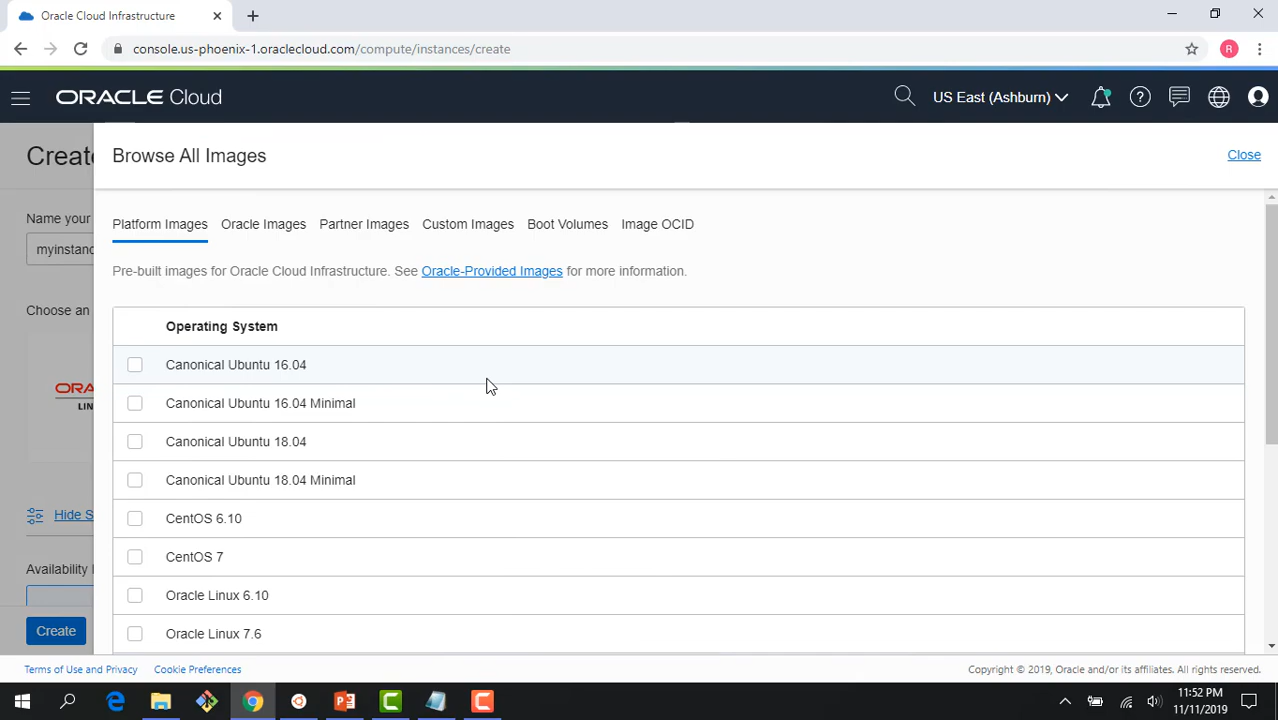 Oracle Cloud Infrastructure
console.us-phoenix-1.oraclecloud.com/compute/instances/create
R
ORACLE Cloud
US East (Ashburn)
Create
Browse All Images
Close
Name your
myinstanc
Choose an
ORA
LIN
Hide S
Availability
Create
Platform Images
Oracle Images
Partner Images
Custom Images
Boot Volumes
Image OCID
Pre-built images for Oracle Cloud Infrastructure. See Oracle-Provided Images for more information.
Operating System
Canonical Ubuntu 16.04
Canonical Ubuntu 16.04 Minimal
Canonical Ubuntu 18.04
Canonical Ubuntu 18.04 Minimal
CentOS 6.10
CentOS 7
Oracle Linux 6.10
Oracle Linux 7.6
Terms of Use and Privacy
Cookie Preferences
Copyright © 2019, Oracle and/or its affiliates. All rights reserved.
11:52 PM
11/11/2019